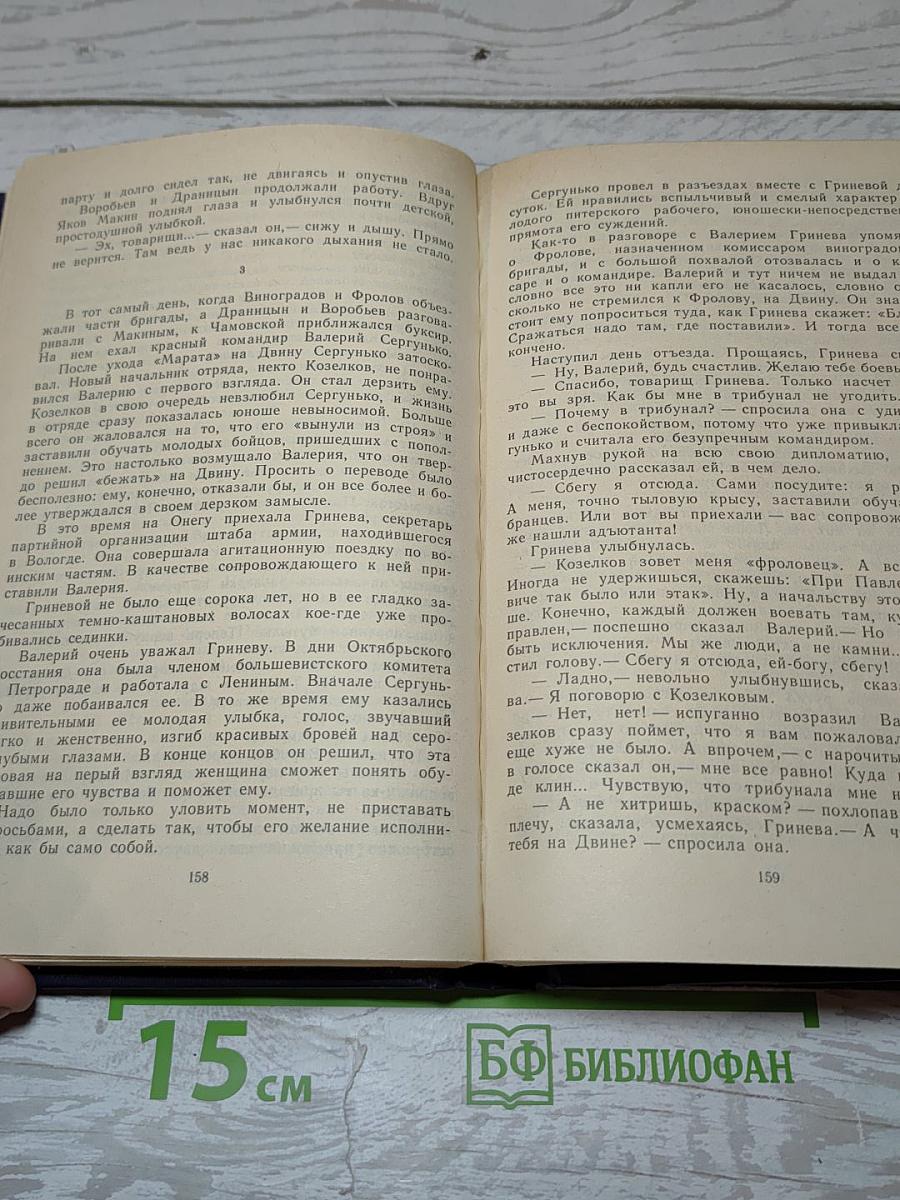 парту и долго сидел так, не двигаясь и опустив глаза.
Воробьев и Драницын продолжали работу. Вдруг
Яков Макин поднял глаза и улыбнулся почти детской,
простодушной улыбкой.
— Эх, товарищи...— сказал он,— сижу и дышу. Прямо
не верится. Там ведь у нас никакого дыхания не стало.
3
В тот самый день, когда Виноградов и Фролов объез-
жали части бригады, а Драницын и Воробьев разгова-
ривали с Макиным, к Чамовской приближался буксир.
На нем ехал красный командир Валерий Сергунько.
После ухода «Марата» на Двину Сергунько затоско-
вал. Новый начальник отряда, некто Козелков, не понра-
вился Валерию с первого взгляда. Он стал дерзить ему.
Козелков в свою очередь невзлюбил Сергунько, и жизнь
в отряде сразу показалась юноше невыносимой. Больше
всего он жаловался на то, что его «вынули из строя» и
заставили обучать молодых бойцов, пришедших с попол-
нением. Это настолько возмущало Валерия, что он твер-
до решил «бежать» на Двину. Просить о переводе было
бесполезно: ему, конечно, отказали бы, и он все более и бо-
лее утверждался в своем дерзком замысле.
В это время на Онегу приехала Гринева, секретарь
партийной организации штаба армии, находившегося
в Вологде. Она совершала агитационную поездку по во-
инским частям. В качестве сопровождающего к ней при-
ставили Валерия.
Гриневой не было еще сорока лет, но в ее гладко за-
чесанных темно-каштановых волосах кое-где уже про-
бивались сединки.
Валерий очень уважал Гриневу. В дни Октябрьского
восстания она была членом большевистского комитета
Петрограде и работала с Лениным. Вначале Сергунь-
о даже побаивался ее. В то же время ему казались
ивительными ее молодая улыбка, голос, звучавший
гко и женственно, изгиб красивых бровей над серо-
лубыми глазами. В конце концов он решил, что эта
овая на перый взгляд женщина сможет понять обу-
авшие его чувства и поможет ему.
Надо было только уловить момент, не приставать
росьбами, а сделать так, чтобы его желание исполни-
как бы само собой.
158
Сергунько провел в разъездах вместе с Гриневой д
суток. Ей нравились вспыльчивый и смелый характер
лодого питерского рабочего, юношески-непосредствен
прямота его суждений.
Как-то в разговоре с Валерием Гринева упомя
о Фролове, назначенном комиссаром виноградов
бригады, и с большой похвалой отозвалась и о к
саре и о командире. Валерий и тут ничем не выдал
словно все это ни капли его не касалось, словно о
сколько не стремился к Фролову, на Двину. Он зна
стоит ему попроситься туда, как Гринева скажет: «Бл
Сражаться надо там, где поставили». И тогда все
кончено.
Наступил день отъезда. Прощаясь, Гринева с
— Ну, Валерий, будь счастлив. Желаю тебе боевы
— Спасибо, товарищ Гринева. Только насчет
это вы зря. Как бы мне в трибунал не угодить.
— Почему в трибунал? — спросила она с уди
и даже с беспокойством, потому что уже привыкла
гунько и считала его безупречным командиром.
Махнув рукой на всю свою дипломатию,
чистосердечно рассказал ей, в чем дело.
— Сбегу я отсюда. Сами посудите: я р
А меня, точно тыловую крысу, заставили обуча
бранцев. Или вот вы приехали — вас сопровож
же нашли адъютанта!
Гринева улыбнулась.
— Козелков зовет меня «фроловец». А вс
Иногда не удержишься, скажешь: «При Павле
виче так было или этак». Ну, а начальству это
ше. Конечно, каждый должен воевать там, ку
правлен,— поспешно сказал Валерий.— Но
быть исключения. Мы же люди, а не камни...
стил голову.— Сбегу я отсюда, ей-богу, сбегу!
— Ладно,— невольно улыбнувшись, сказа
ва.— Я поговорю с Козелковым.
— Нет, нет! — испуганно возразил Ва
зелков сразу поймет, что я вам пожаловал
еще хуже не было. А впрочем,— с нарочиты
в голосе сказал он,— мне все равно! Куда
де клин... Чувствую, что трибунала мне н
— А не хитришь, краском? — похлопав
плечу, сказала, усмехаясь, Гринева.— А ч
тебя на Двине? — спросила она.
159
15 см
БФ БИБЛИОФАН